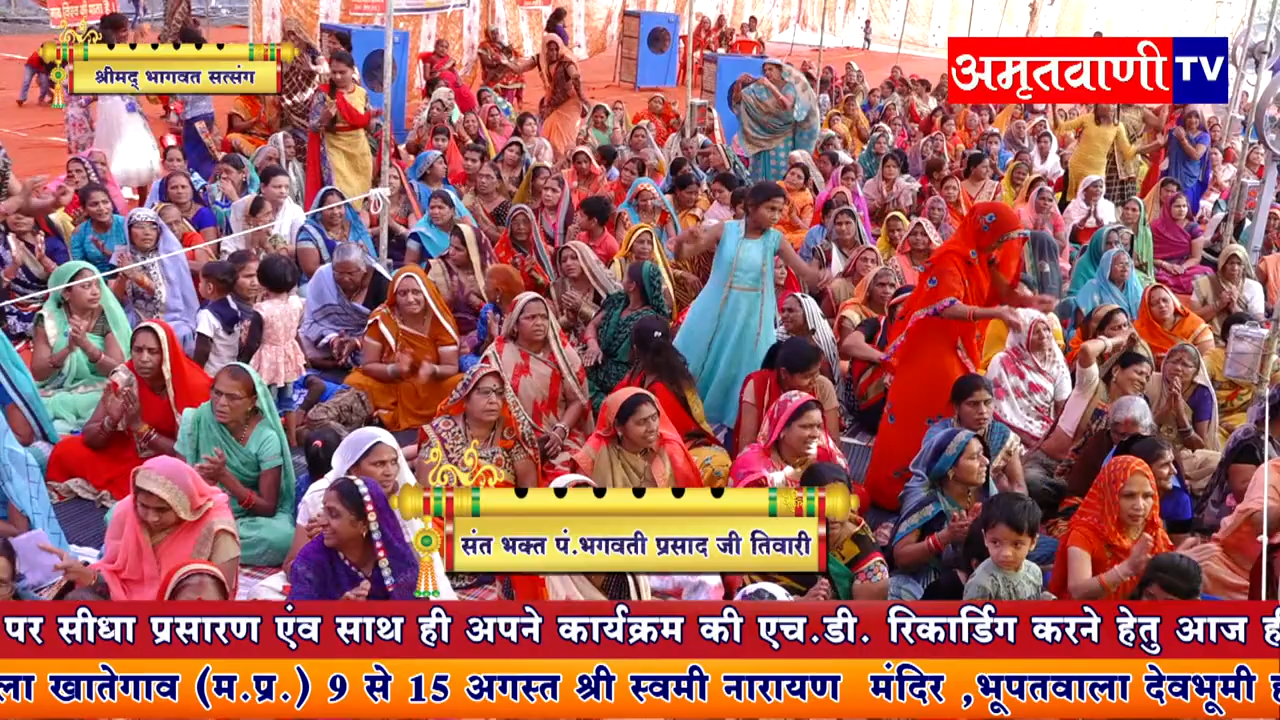 श्रीमद् भागवत सत्संग
अमृतवाणी TV
संत भक्त पं.भगवती प्रसाद जी तिवारी
पर सीधा प्रसारण एंव साथ ही अपने कार्यक्रम की एच.डी. रिकार्डिग करने हेतु आज ही
ला खातेगाव (म.प्र.) 9 से 15 अगस्त श्री स्वमी नारायण मंदिर ,भूपतवाला देवभूमी